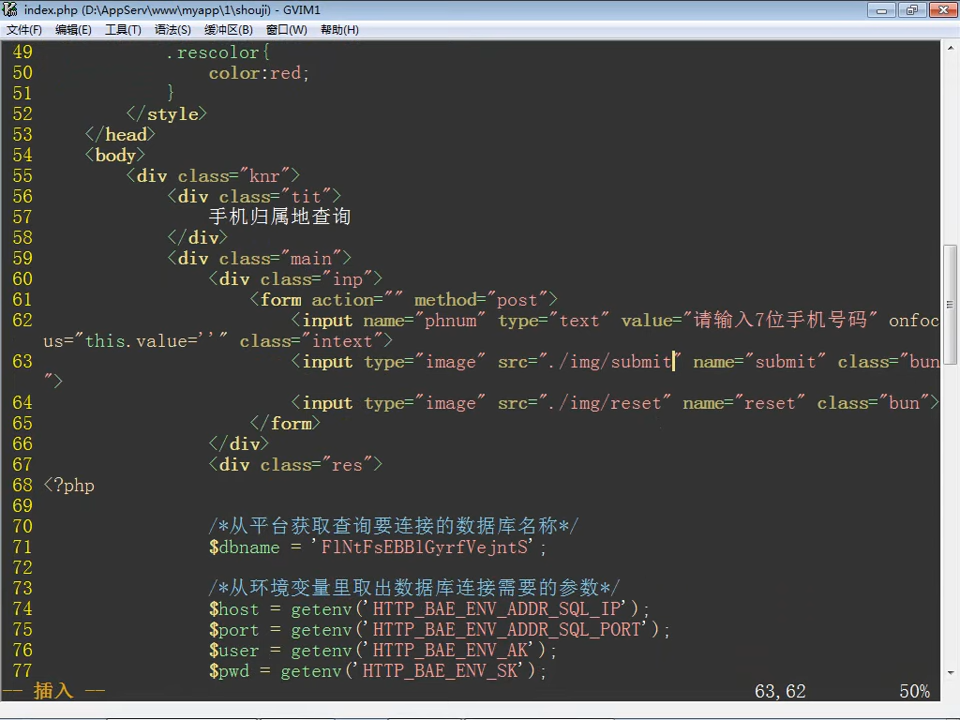 index.php (D:\AppServ\www\myapp\1\shouji) - GVIM1
文件(F) 编辑(E) 工具(T) 语法(S) 缓冲区(B) 窗口(W) 帮助(H)
49 .rescolor{
50 color:red;
51 }
52 </style>
53 </head>
54 <body>
55 <div class="knr">
56 <div class="tit">
57 手机归属地查询
58 </div>
59 <div class="main">
60 <div class="inp">
61 <form action="" method="post">
62 <input name="phnum" type="text" value="请输入7位手机号码" onfoc
us="this.value=''" class="intext">
63 <input type="image" src="./img/submit" name="submit" class="bun
">
64 <input type="image" src="./img/reset" name="reset" class="bun">
65 </form>
66 </div>
67 <div class="res">
68 <?php
69
70 /*从平台获取查询要连接的数据库名称*/
71 $dbname = 'FlNtFsEBBlGyrfVejntS';
72
73 /*从环境变量里取出数据库连接需要的参数*/
74 $host = getenv('HTTP_BAE_ENV_ADDR_SQL_IP');
75 $port = getenv('HTTP_BAE_ENV_ADDR_SQL_PORT');
76 $user = getenv('HTTP_BAE_ENV_AK');
77 $pwd = getenv('HTTP_BAE_ENV_SK');
-- 插入 -- 63,62 50%